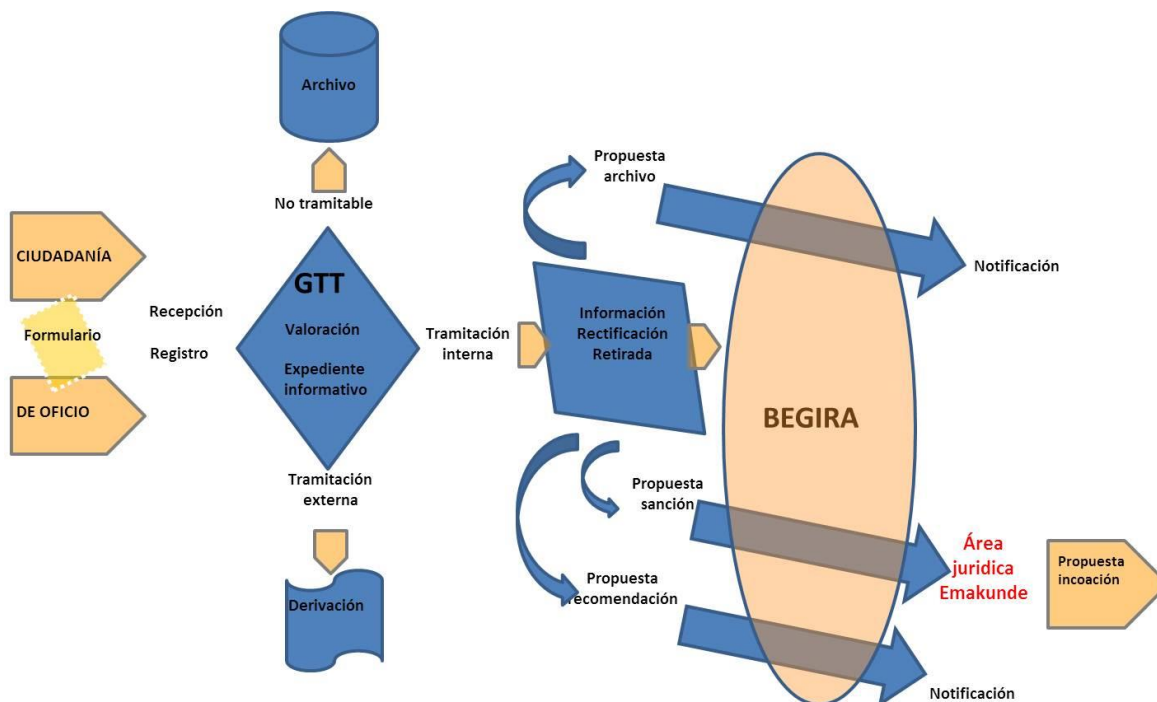 Archivo
No tramitable
CIUDADANÍA
Formulario
DE OFICIO
Recepción
Registro
GTT
Valoración
Expediente
informativo
Tramitación
externa
Derivación
Tramitación
interna
Información
Rectificación
Retirada
Propuesta
archivo
Propuesta
sanción
Propuesta
recomendación
BEGIRA
Notificación
Área
juridica
Emakunde
Propuesta
incoación
Notificación